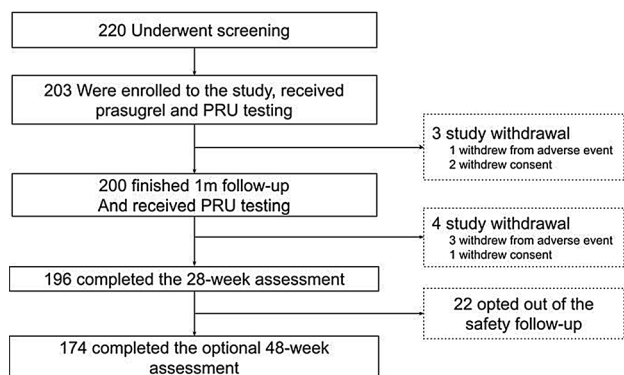 220 Underwent screening
203 Were enrolled to the study, received
prasugrel and PRU testing
3 study withdrawal
1 withdrew from adverse event
2 withdrew consent
200 finished 1m follow-up
And received PRU testing
4 study withdrawal
3 withdrew from adverse event
1 withdrew consent
196 completed the 28-week assessment
22 opted out of the
safety follow-up
174 completed the optional 48-week
assessment